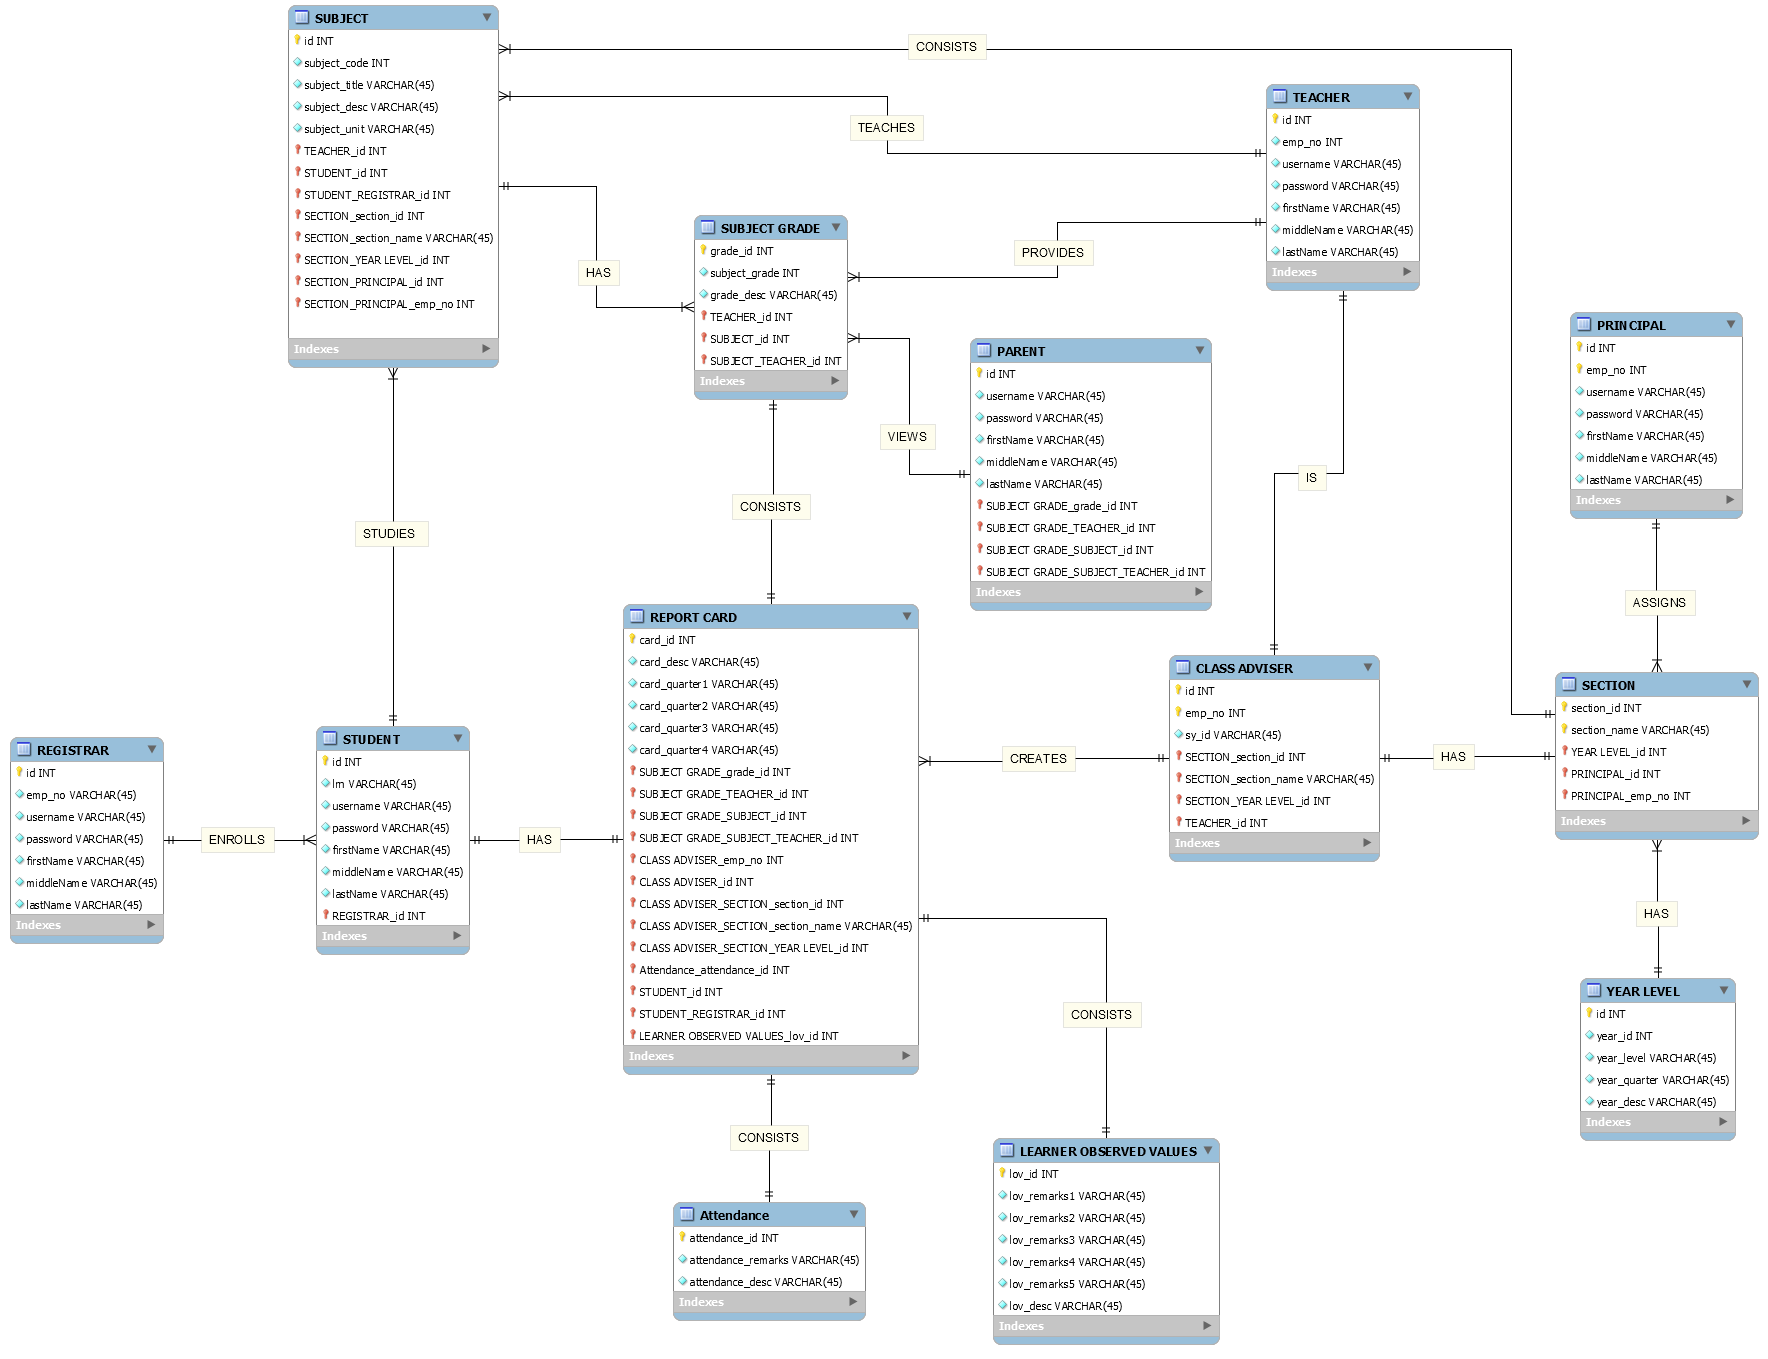 SUBJECT
id INT
subject_code INT
subject_title VARCHAR(45)
subject_desc VARCHAR(45)
subject_unit VARCHAR(45)
TEACHER_id INT
STUDENT_id INT
STUDENT_REGISTRAR_id INT
SECTION_section_id INT
SECTION_section_name VARCHAR(45)
SECTION_YEAR LEVEL_id INT
SECTION_PRINCIPAL_id INT
SECTION_PRINCIPAL_emp_no INT
Indexes
CONSISTS
TEACHES
TEACHER
id INT
emp_no INT
username VARCHAR(45)
password VARCHAR(45)
firstName VARCHAR(45)
middleName VARCHAR(45)
lastName VARCHAR(45)
Indexes
HAS
SUBJECT GRADE
grade_id INT
subject_grade INT
grade_desc VARCHAR(45)
TEACHER_id INT
SUBJECT_id INT
SUBJECT_TEACHER_id INT
Indexes
PROVIDES
VIEWS
PARENT
id INT
username VARCHAR(45)
password VARCHAR(45)
firstName VARCHAR(45)
middleName VARCHAR(45)
lastName VARCHAR(45)
SUBJECT GRADE_grade_id INT
SUBJECT GRADE_TEACHER_id INT
SUBJECT GRADE_SUBJECT_id INT
SUBJECT GRADE_SUBJECT_TEACHER_id INT
Indexes
IS
PRINCIPAL
id INT
emp_no INT
username VARCHAR(45)
password VARCHAR(45)
firstName VARCHAR(45)
middleName VARCHAR(45)
lastName VARCHAR(45)
Indexes
STUDIES
CONSISTS
ASSIGNS
REGISTRAR
id INT
emp_no VARCHAR(45)
username VARCHAR(45)
password VARCHAR(45)
firstName VARCHAR(45)
middleName VARCHAR(45)
lastName VARCHAR(45)
Indexes
ENROLLS
STUDENT
id INT
lrn VARCHAR(45)
username VARCHAR(45)
password VARCHAR(45)
firstName VARCHAR(45)
middleName VARCHAR(45)
lastName VARCHAR(45)
REGISTRAR_id INT
Indexes
HAS
REPORT CARD
card_id INT
card_desc VARCHAR(45)
card_quarter1 VARCHAR(45)
card_quarter2 VARCHAR(45)
card_quarter3 VARCHAR(45)
card_quarter4 VARCHAR(45)
SUBJECT GRADE_grade_id INT
SUBJECT GRADE_TEACHER_id INT
SUBJECT GRADE_SUBJECT_id INT
SUBJECT GRADE_SUBJECT_TEACHER_id INT
CLASS ADVISER_emp_no INT
CLASS ADVISER_id INT
CLASS ADVISER_SECTION_section_id INT
CLASS ADVISER_SECTION_section_name VARCHAR(45)
CLASS ADVISER_SECTION_YEAR LEVEL_id INT
Attendance_attendance_id INT
STUDENT_id INT
STUDENT_REGISTRAR_id INT
LEARNER OBSERVED VALUES_lov_id INT
Indexes
CREATES
CLASS ADVISER
id INT
emp_no INT
sy_id VARCHAR(45)
SECTION_section_id INT
SECTION_section_name VARCHAR(45)
SECTION_YEAR LEVEL_id INT
TEACHER_id INT
Indexes
HAS
SECTION
section_id INT
section_name VARCHAR(45)
YEAR LEVEL_id INT
PRINCIPAL_id INT
PRINCIPAL_emp_no INT
Indexes
HAS
YEAR LEVEL
id INT
year_id INT
year_level VARCHAR(45)
year_quarter VARCHAR(45)
year_desc VARCHAR(45)
Indexes
CONSISTS
CONSISTS
Attendance
attendance_id INT
attendance_remarks VARCHAR(45)
attendance_desc VARCHAR(45)
Indexes
LEARNER OBSERVED VALUES
lov_id INT
lov_remarks1 VARCHAR(45)
lov_remarks2 VARCHAR(45)
lov_remarks3 VARCHAR(45)
lov_remarks4 VARCHAR(45)
lov_remarks5 VARCHAR(45)
lov_desc VARCHAR(45)
Indexes